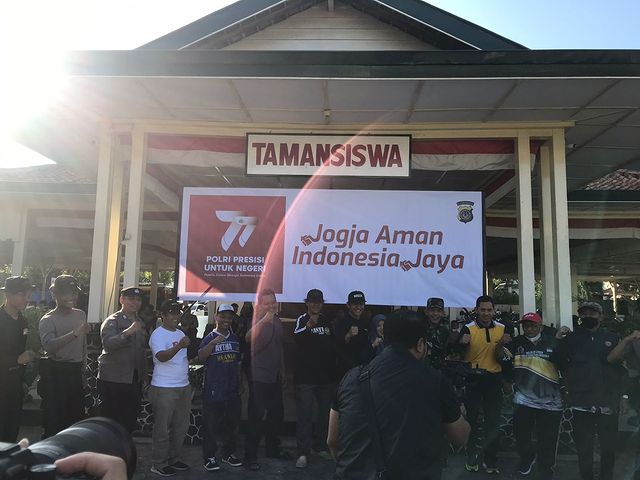 TAMANSISWA
77
POLRI PRESISI
UNTUK NEGERI
Jogja Aman
Indonesia Jaya